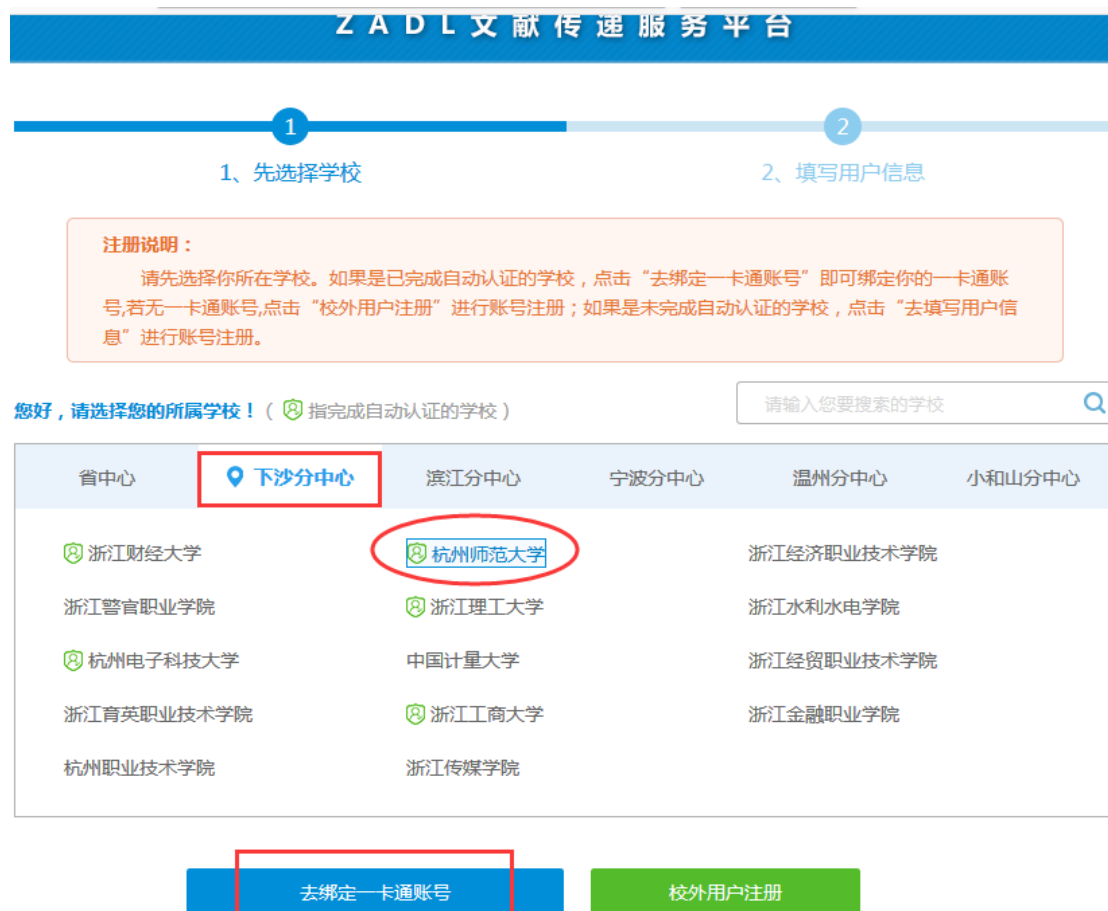 ZADL文献传递服务平台
1
2
1、先选择学校
2、填写用户信息
注册说明：
请先选择你所在学校。如果是已完成自动认证的学校，点击“去绑定一卡通账号”即可绑定你的一卡通账
号,若无一卡通账号,点击“校外用户注册”进行账号注册；如果是未完成自动认证的学校，点击“去填写用户信
息”进行账号注册。
您好，请选择您的所属学校！（ 指完成自动认证的学校）
请输入您要搜素的学校
省中心 下沙分中心 滨江分中心 宁波分中心 温州分中心 小和山分中心
浙江财经大学 杭州师范大学 浙江经济职业技术学院
浙江警官职业学院 浙江理工大学 浙江水利水电学院
杭州电子科技大学 中国计量大学 浙江经贸职业技术学院
浙江育英职业技术学院 浙江工商大学 浙江金融职业学院
杭州职业技术学院 浙江传媒学院
去绑定一卡通账号 校外用户注册